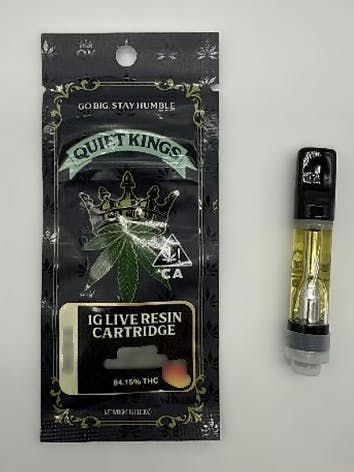 GO BIG. STAY HUMBLE
QUIET KINGS
CA
1G LIVE RESIN
CARTRIDGE
84.15% THC